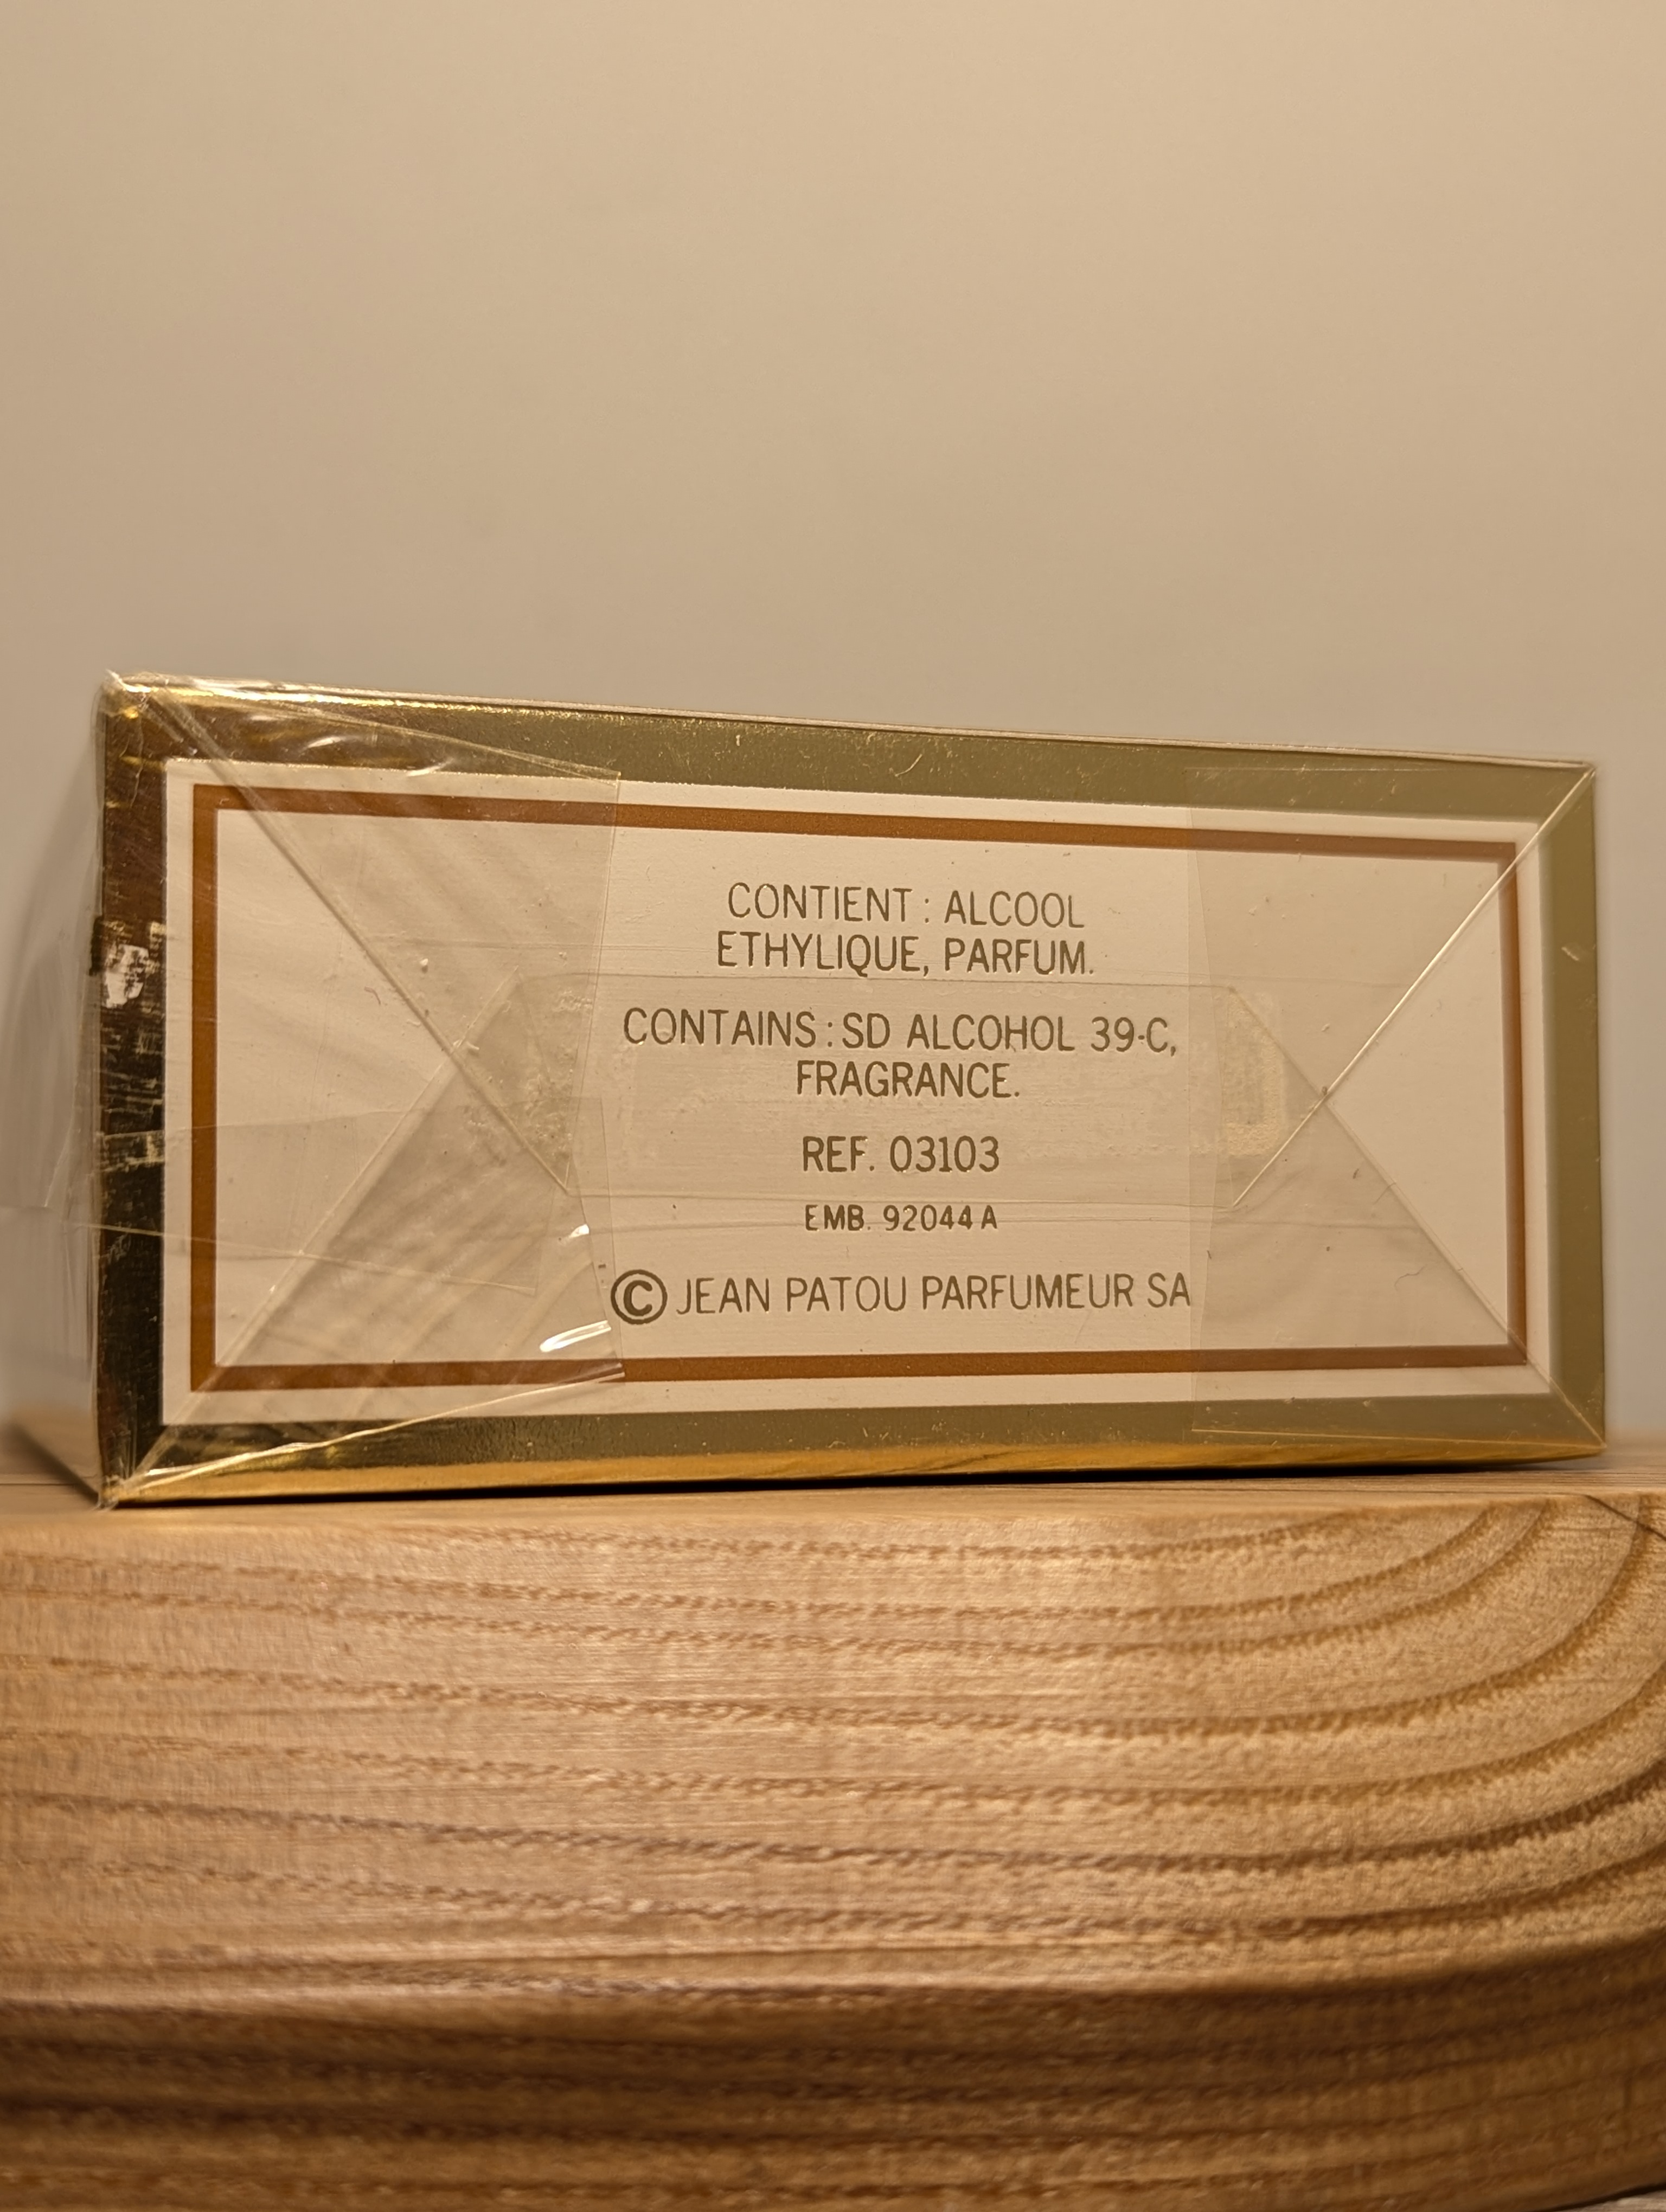 CONTIENT : ALCOOL
ETHYLIQUE, PARFUM.
CONTAINS : SD ALCOHOL 39-C,
FRAGRANCE.
REF. 03103
EMB. 92044 A
© JEAN PATOU PARFUMEUR SA